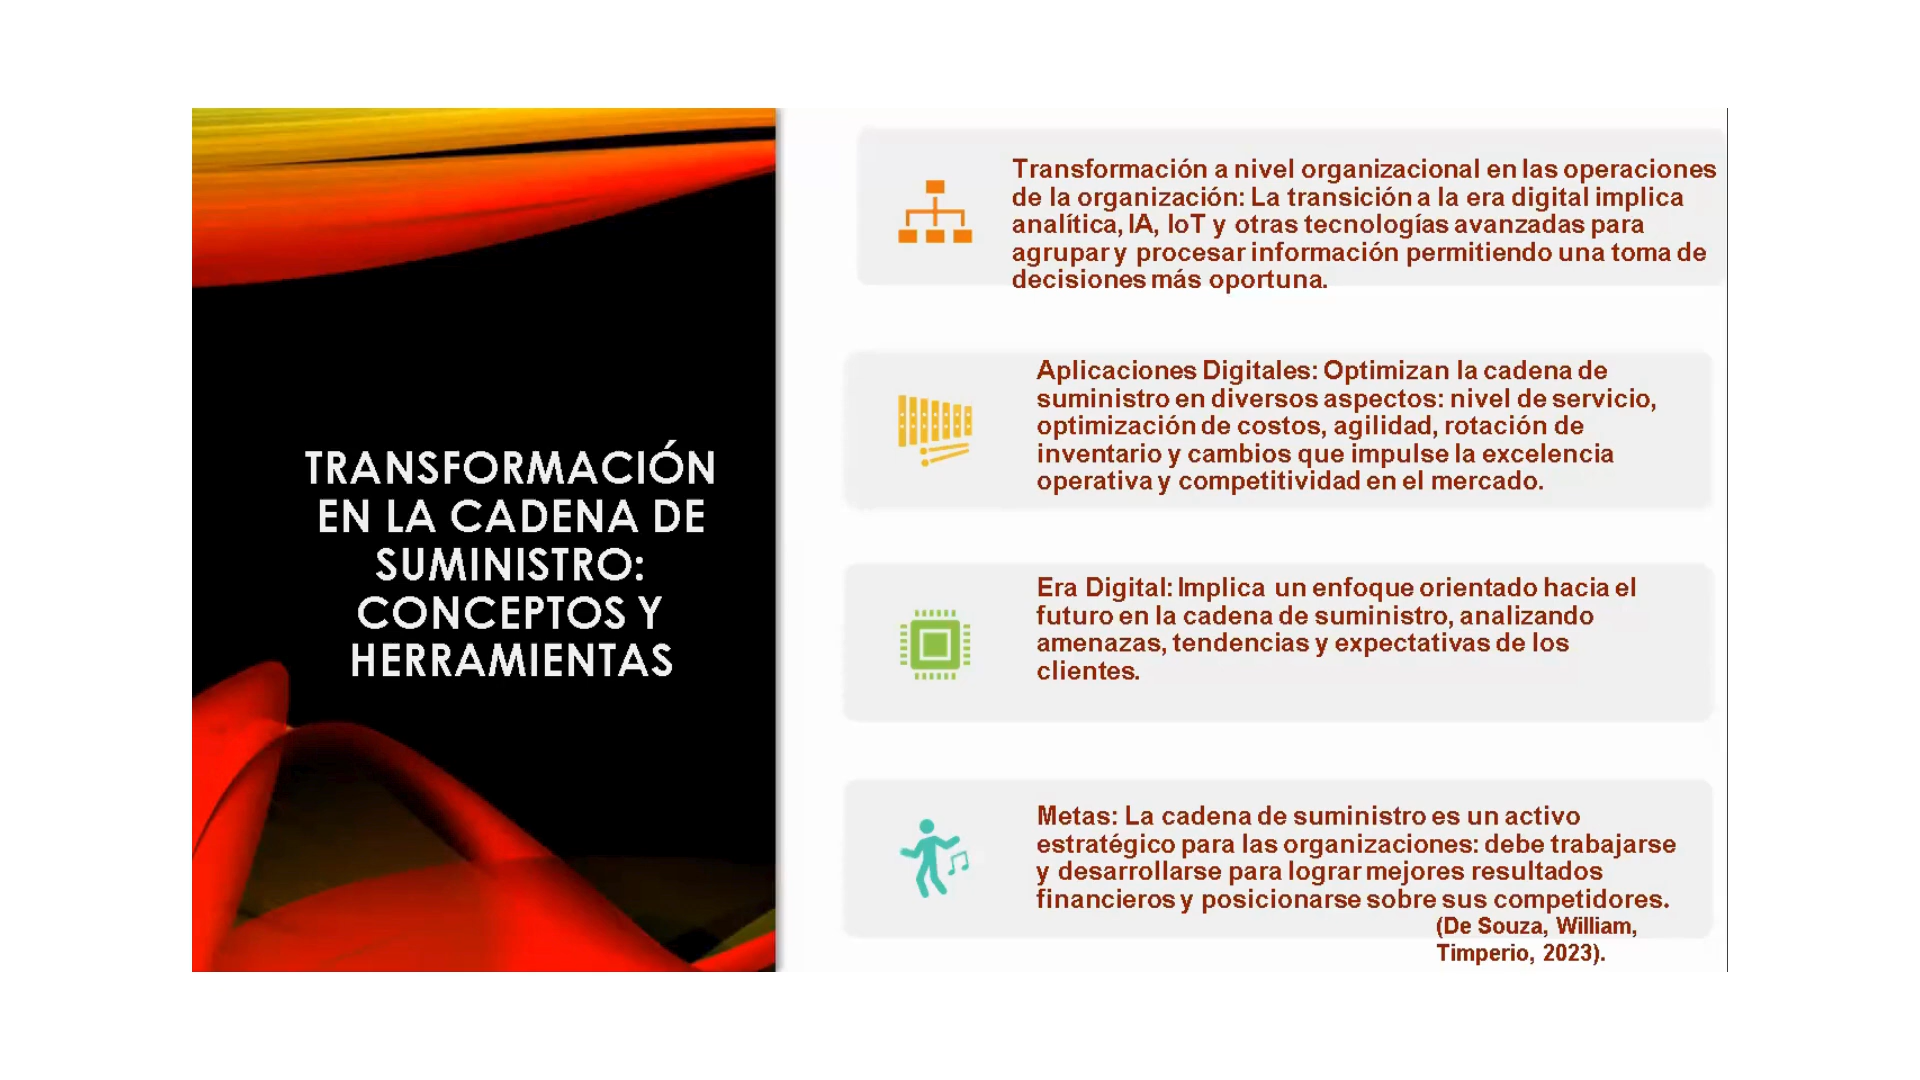 TRANSFORMACIÓN
EN LA CADENA DE
SUMINISTRO:
CONCEPTOS Y
HERRAMIENTAS
Transformación a nivel organizacional en las operaciones
de la organización: La transición a la era digital implica
analítica, IA, IoT y otras tecnologías avanzadas para
agrupar y procesar información permitiendo una toma de
decisiones más oportuna.
Aplicaciones Digitales: Optimizan la cadena de
suministro en diversos aspectos: nivel de servicio,
optimización de costos, agilidad, rotación de
inventario y cambios que impulse la excelencia
operativa y competitividad en el mercado.
Era Digital: Implica un enfoque orientado hacia el
futuro en la cadena de suministro, analizando
amenazas, tendencias y expectativas de los
clientes.
Metas: La cadena de suministro es un activo
estratégico para las organizaciones: debe trabajarse
y desarrollarse para lograr mejores resultados
financieros y posicionarse sobre sus competidores.
(De Souza, William,
Timperio, 2023).